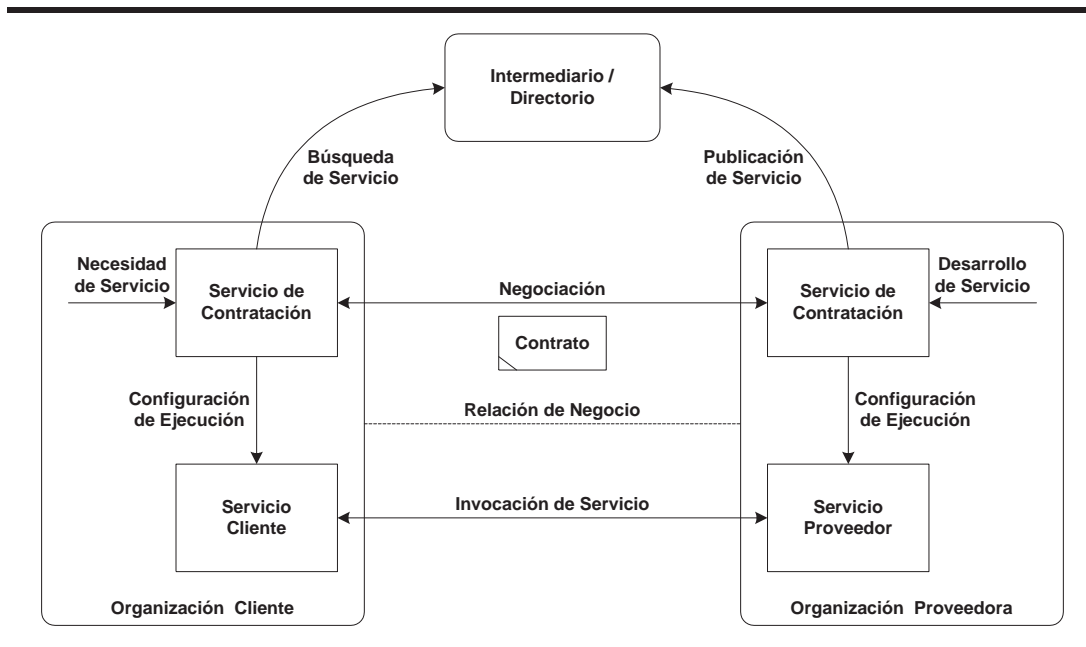 Intermediario /
Directorio
Búsqueda
de Servicio
Publicación
de Servicio
Necesidad
de Servicio
Servicio de
Contratación
Negociación
Servicio de
Contratación
Desarrollo
de Servicio
Contrato
Configuración
de Ejecución
Relación de Negocio
Configuración
de Ejecución
Servicio
Cliente
Invocación de Servicio
Servicio
Proveedor
Organización Cliente
Organización Proveedora